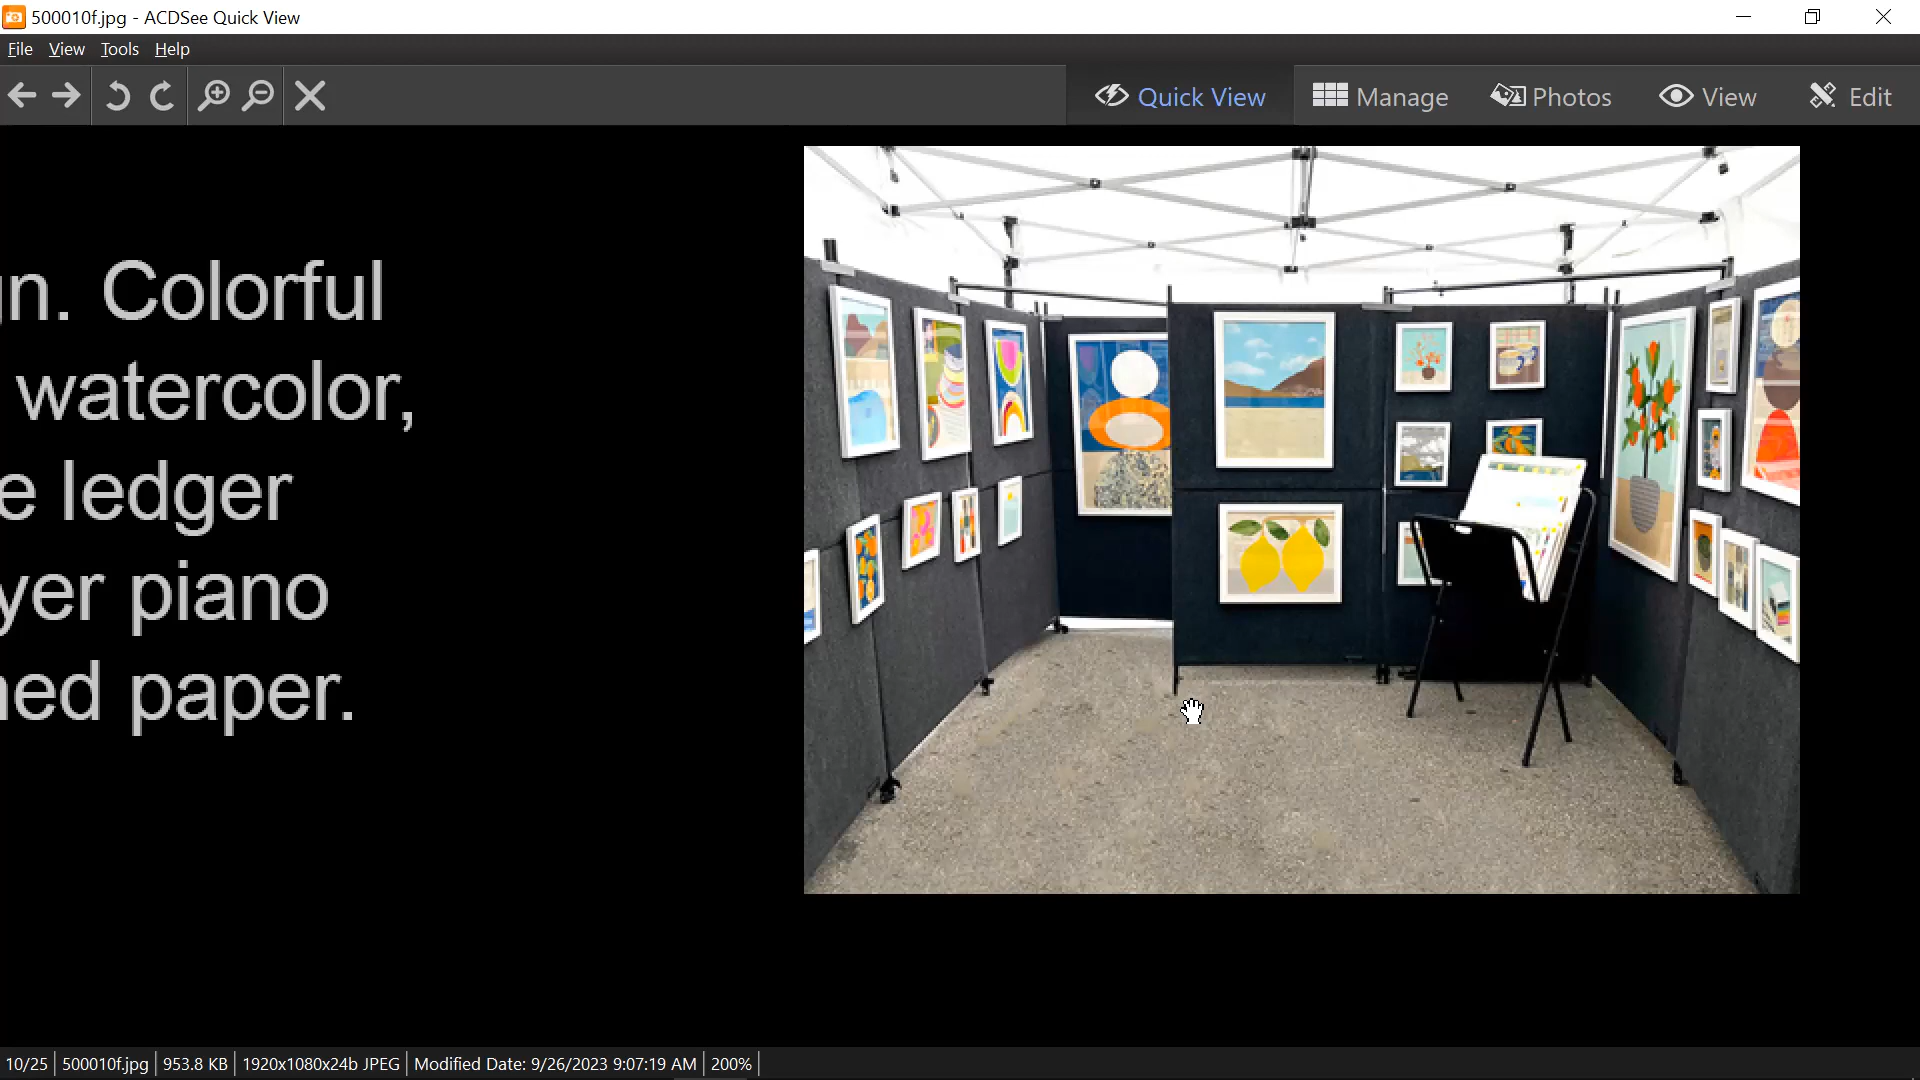 500010f.jpg - ACDSee Quick View
File View Tools Help
Quick View Manage Photos View Edit
gn. Colorful
watercolor,
e ledger
yer piano
ned paper.
10/25 500010f.jpg 953.8 KB 1920x1080x24b JPEG Modified Date: 9/26/2023 9:07:19 AM 200%